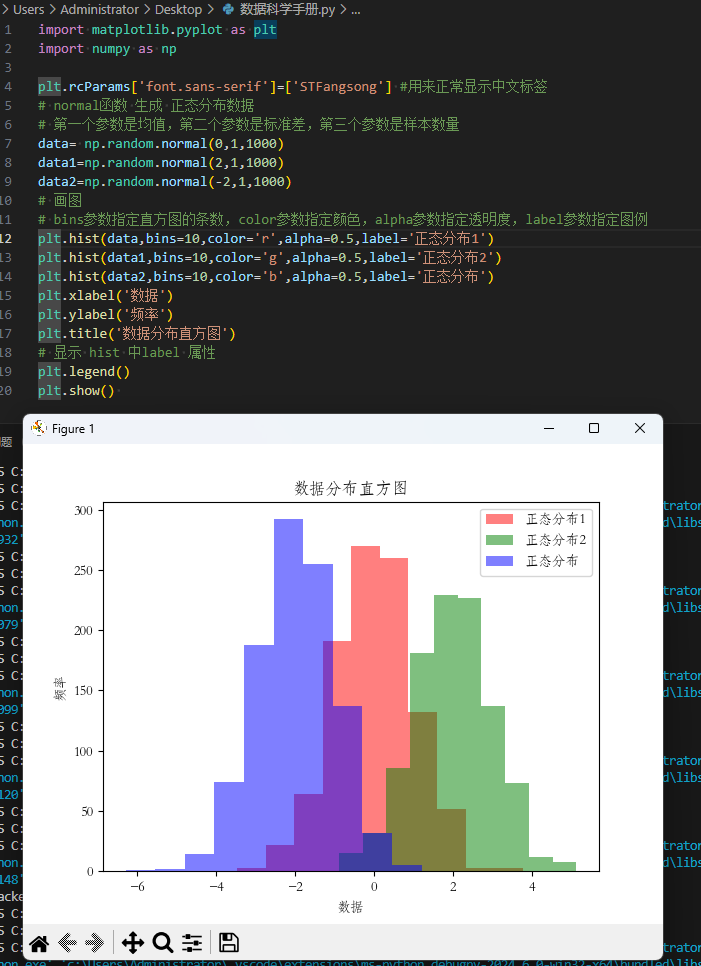 Users > Administrator > Desktop > 数据科学手册.py > ...
1 import matplotlib.pyplot as plt
2 import numpy as np
3
4 plt.rcParams['font.sans-serif']=['STFangsong'] #用来正常显示中文标签
5 # normal函数 生成 正态分布数据
6 # 第一个参数是均值，第二个参数是标准差，第三个参数是样本数量
7 data= np.random.normal(0,1,1000)
8 data1=np.random.normal(2,1,1000)
9 data2=np.random.normal(-2,1,1000)
10 # 画图
11 # bins参数指定直方图的条数，color参数指定颜色，alpha参数指定透明度，label参数指定图例
12 plt.hist(data,bins=10,color='r',alpha=0.5,label='正态分布1')
13 plt.hist(data1,bins=10,color='g',alpha=0.5,label='正态分布2')
14 plt.hist(data2,bins=10,color='b',alpha=0.5,label='正态分布')
15 plt.xlabel('数据')
16 plt.ylabel('频率')
17 plt.title('数据分布直方图')
18 # 显示 hist 中label 属性
19 plt.legend()
20 plt.show()
Figure 1
数据分布直方图
正态分布1
正态分布2
正态分布
300
250
200
150
100
50
0
频率
−6 −4 −2 0 2 4
数据